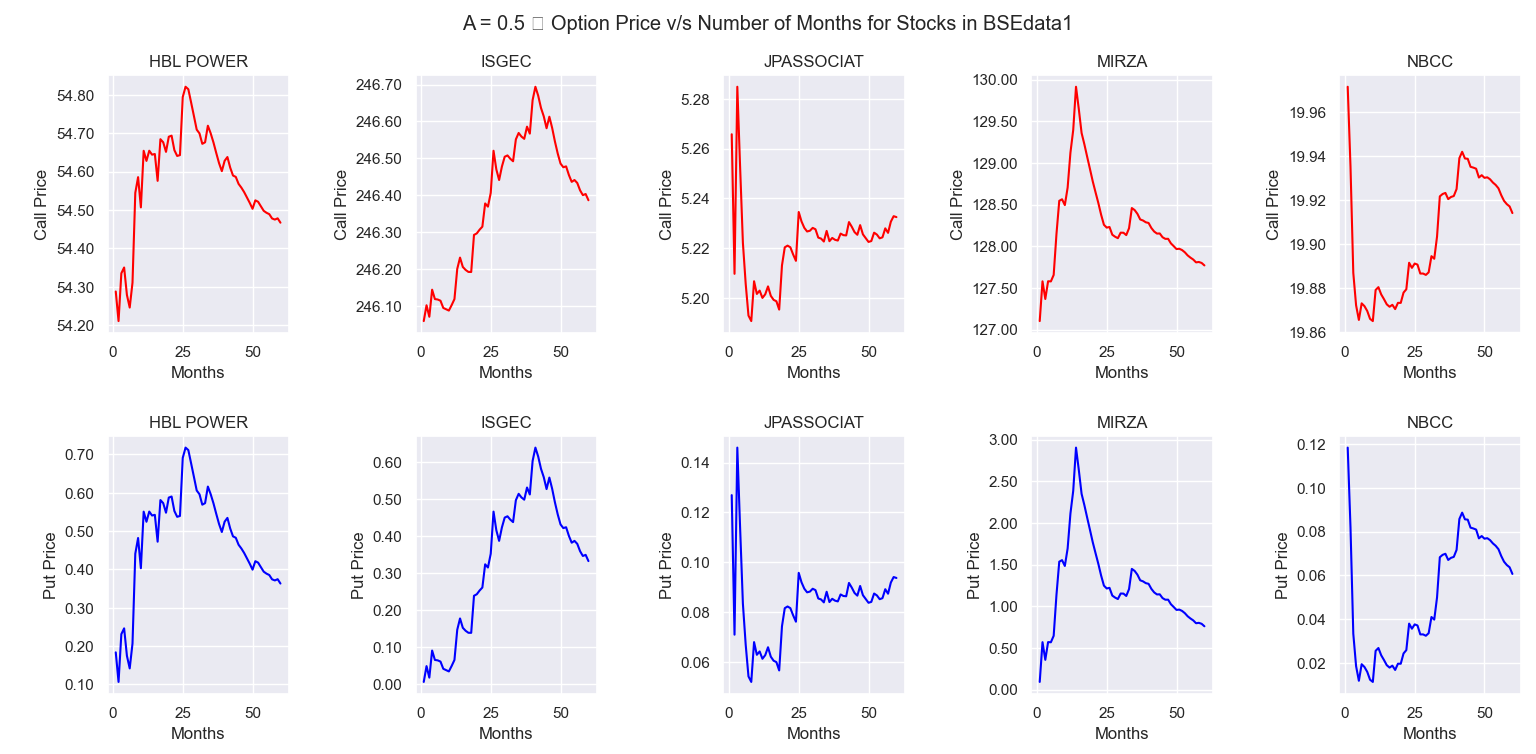 A = 0.5 □ Option Price v/s Number of Months for Stocks in BSEdata1
HBL POWER
ISGEC
JPASSOCIAT
MIRZA
NBCC
Call Price
54.80
54.70
54.60
54.50
54.40
54.30
54.20
0 25 50
Months
Call Price
246.70
246.60
246.50
246.40
246.30
246.20
246.10
0 25 50
Months
Call Price
5.28
5.26
5.24
5.22
5.20
0 25 50
Months
Call Price
130.00
129.50
129.00
128.50
128.00
127.50
127.00
0 25 50
Months
Call Price
19.96
19.94
19.92
19.90
19.88
19.86
0 25 50
Months
HBL POWER
ISGEC
JPASSOCIAT
MIRZA
NBCC
Put Price
0.70
0.60
0.50
0.40
0.30
0.20
0.10
0 25 50
Months
Put Price
0.60
0.50
0.40
0.30
0.20
0.10
0.00
0 25 50
Months
Put Price
0.14
0.12
0.10
0.08
0.06
0 25 50
Months
Put Price
3.00
2.50
2.00
1.50
1.00
0.50
0.00
0 25 50
Months
Put Price
0.12
0.10
0.08
0.06
0.04
0.02
0 25 50
Months